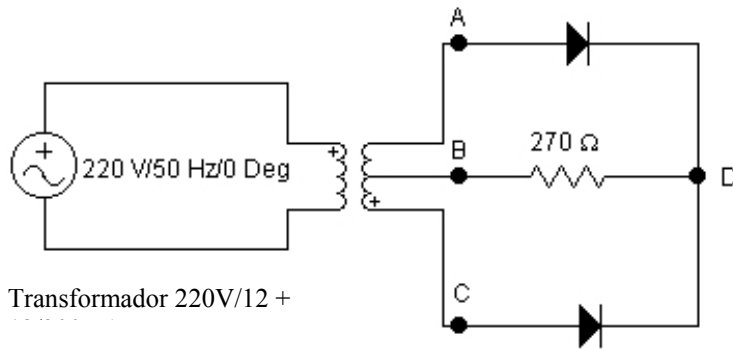 A
B
270 Ω
D
220 V/50 Hz/0 Deg
C
Transformador 220V/12 +